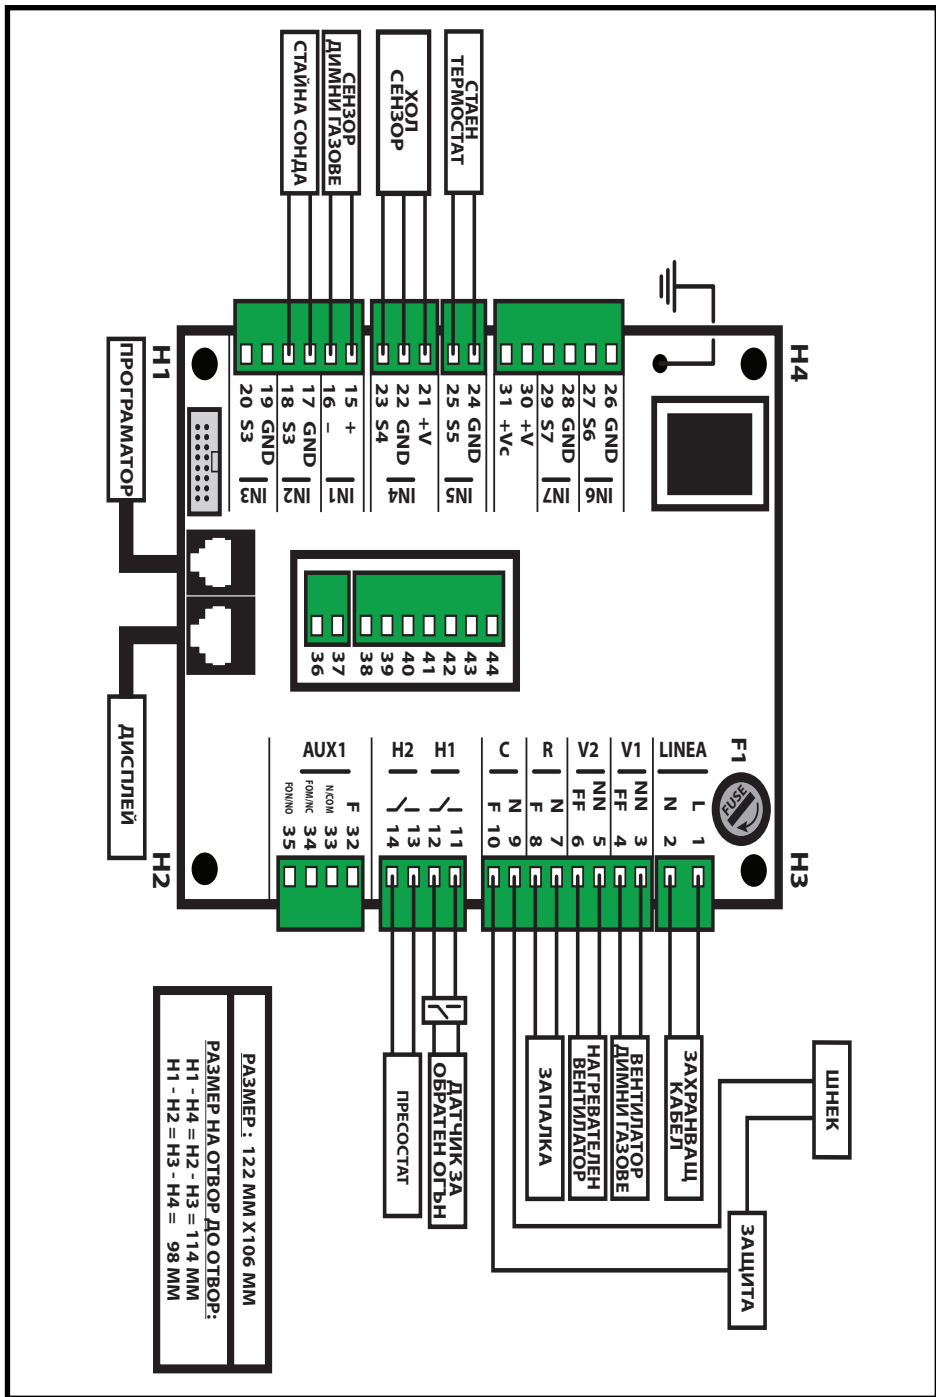 СТАЙНА СОНДА
СЕНЗОР
ДИМНИ ГАЗОВЕ
ХОЛ
СЕНЗОР
СТАЕН
ТЕРМОСТАТ
H1
H4
ПРОГРАМАТОР
20 S3
19 GND
18 S3
17 GND
16 –
15 +
23 S4
22 GND
21 +V
25 S5
24 GND
31 +Vc
30 +V
29 S7
28 GND
27 S6
26 GND
IN3
IN2
IN1
IN4
IN5
IN7
IN6
36
37
38
39
40
41
42
43
44
ДИСПЛЕЙ
AUX1
H2
H1
C
R
V2
V1
LINEA
F1
FUSE
FON/NO
FOM/NC
N/COM
F
F
N
F
N
FF
NN
FF
NN
N
L
35
34
33
32
14
13
12
11
10
9
8
7
6
5
4
3
2
1
H2
H3
ПРЕСОСТАТ
ДАТЧИК ЗА
ОБРАТЕН ОГЪН
ЗАПАЛКА
НАГРЕВАТЕЛЕН
ВЕНТИЛАТОР
ВЕНТИЛАТОР
ДИМНИ ГАЗОВЕ
ЗАХРАНВАЩ
КАБЕЛ
ШНЕК
ЗАЩИТА
РАЗМЕР : 122 ММ X106 ММ
РАЗМЕР НА ОТВОР ДО ОТВОР:
H1 - H4 = H2 - H3 = 114 ММ
H1 - H2 = H3 - H4 = 98 ММ